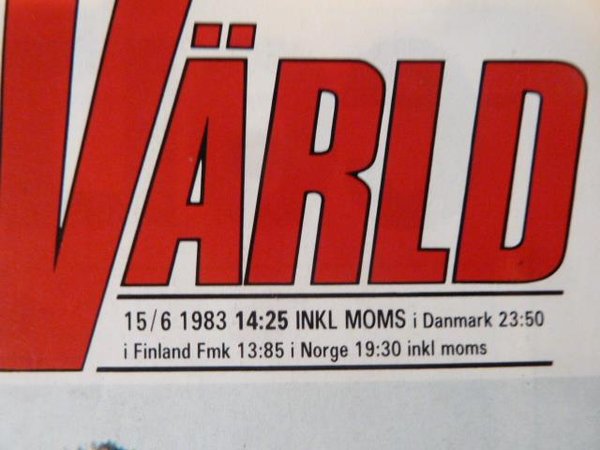 VÄRLD
15/6 1983 14:25 INKL MOMS i Danmark 23:50
i Finland Fmk 13:85 i Norge 19:30 inkl moms